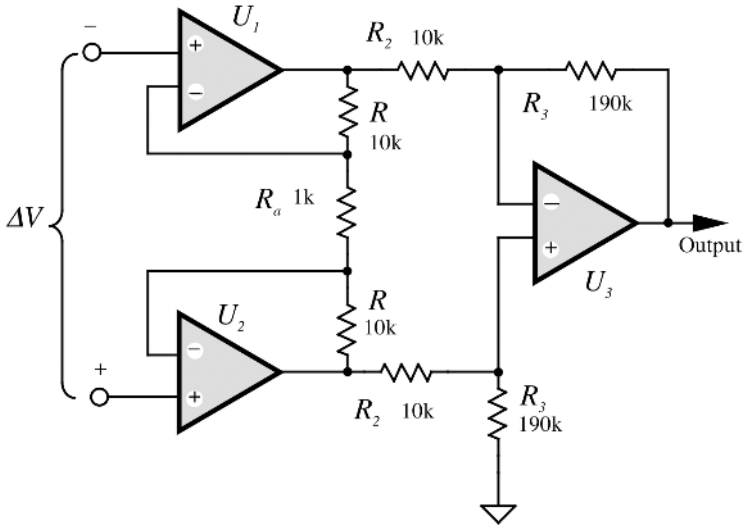 −
U1
+
−
R2 10k
R
10k
R3 190k
ΔV
Ra 1k
−
+
U3
Output
R
10k
U2
−
+
+
R2 10k
R3
190k